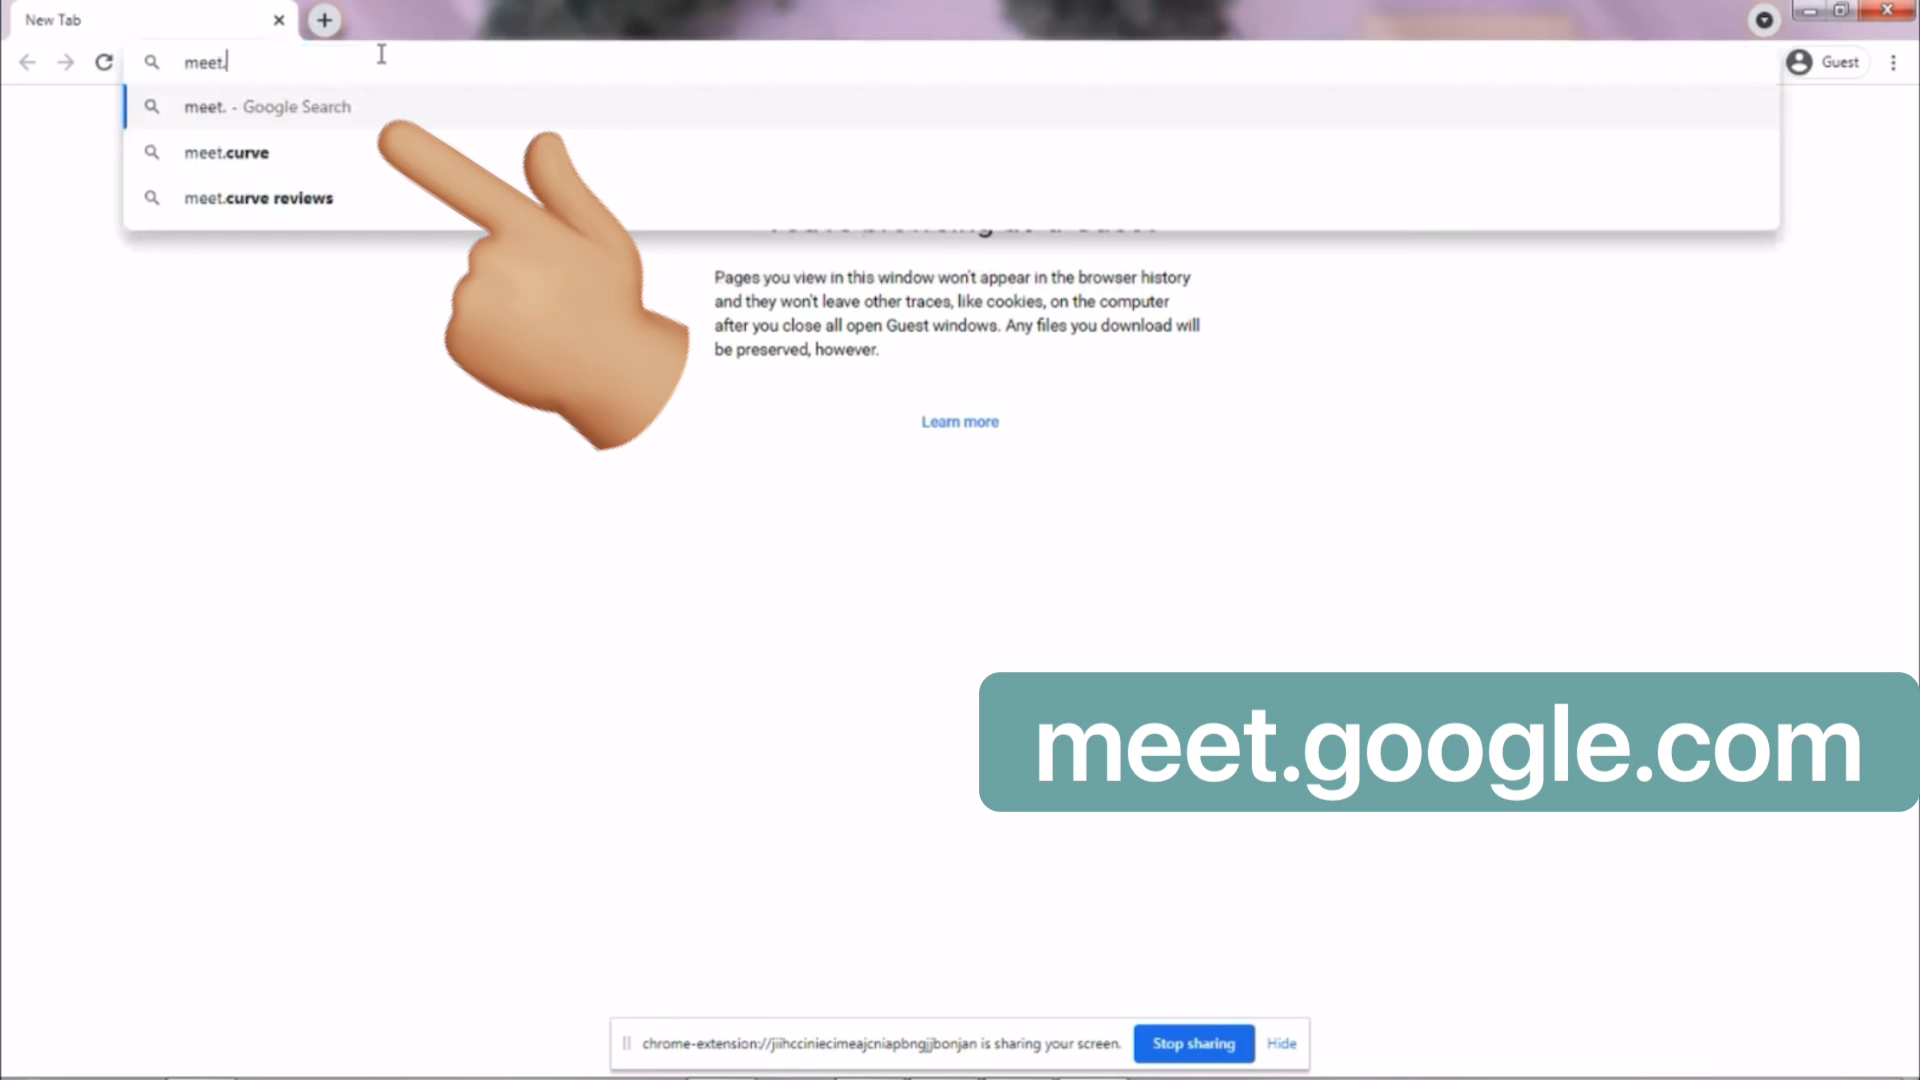 New Tab
meet.
Guest
meet. - Google Search
meet.curve
meet.curve reviews
Pages you view in this window won't appear in the browser history
and they won't leave other traces, like cookies, on the computer
after you close all open Guest windows. Any files you download will
be preserved, however.
Learn more
meet.google.com
chrome-extension://jiihcciniecimeajcniapbngjjbonjan is sharing your screen.
Stop sharing
Hide